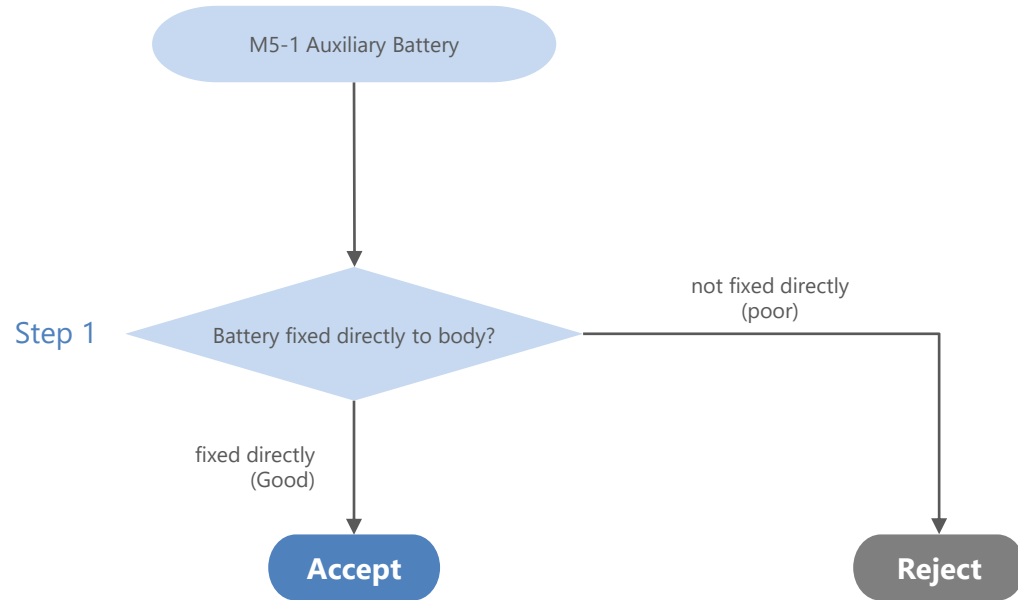 M5-1 Auxiliary Battery
not fixed directly
(poor)
Step 1
Battery fixed directly to body?
fixed directly
(Good)
Accept
Reject